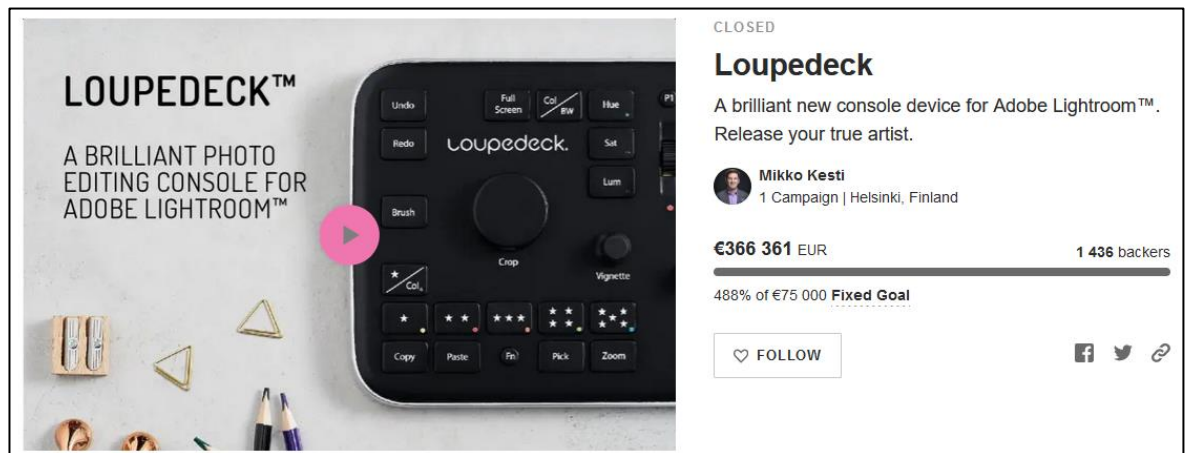 LOUPEDECK™
A BRILLIANT PHOTO
EDITING CONSOLE FOR
ADOBE LIGHTROOM™
Undo
Full
Screen
Col
BW
Hue
P1
Redo
Loupedeck.
Sat
Lum
Brush
Crop
Vignette
Col
Copy
Paste
Fn
Pick
Zoom
CLOSED
Loupedeck
A brilliant new console device for Adobe Lightroom™.
Release your true artist.
Mikko Kesti
1 Campaign | Helsinki, Finland
€366 361 EUR
1 436 backers
488% of €75 000 Fixed Goal
♡ FOLLOW